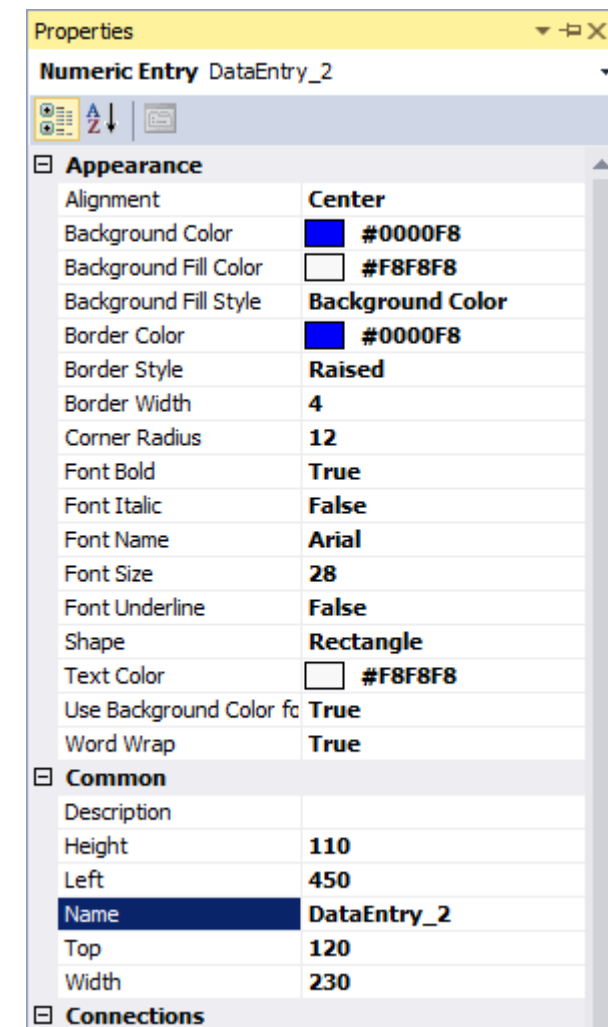 Properties
Numeric Entry DataEntry_2
Appearance
Alignment Center
Background Color #0000F8
Background Fill Color #F8F8F8
Background Fill Style Background Color
Border Color #0000F8
Border Style Raised
Border Width 4
Corner Radius 12
Font Bold True
Font Italic False
Font Name Arial
Font Size 28
Font Underline False
Shape Rectangle
Text Color #F8F8F8
Use Background Color fo True
Word Wrap True
Common
Description
Height 110
Left 450
Name DataEntry_2
Top 120
Width 230
Connections